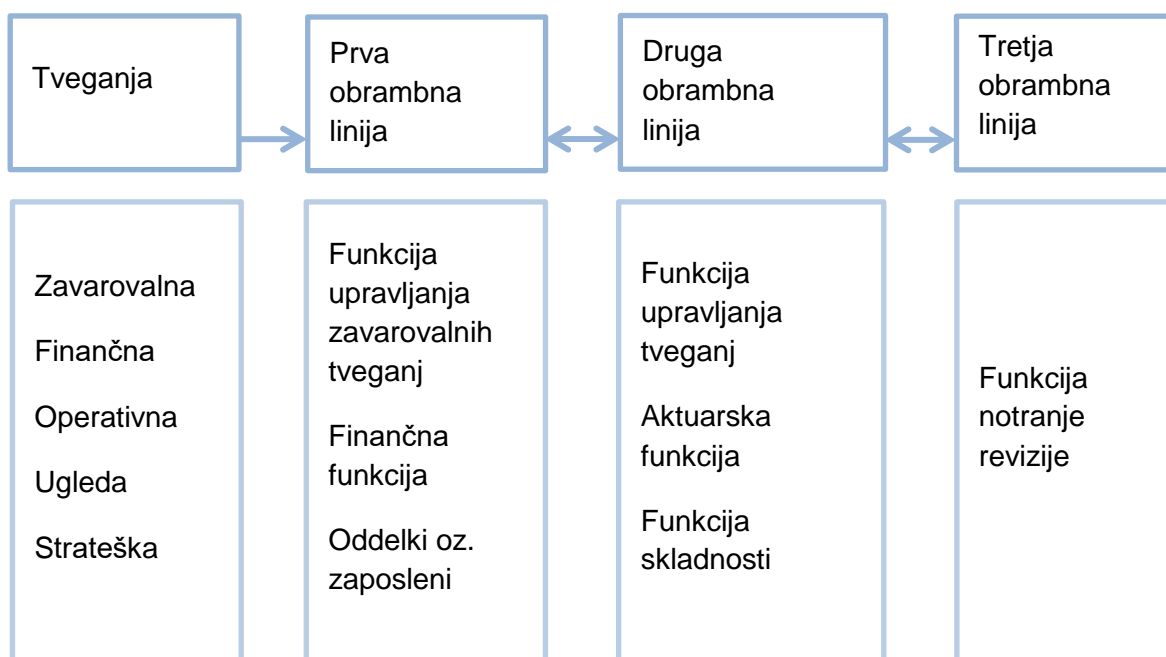 Tveganja
Prva
obrambna
linija
Druga
obrambna
linija
Tretja
obrambna
linija
Zavarovalna
Finančna
Operativna
Ugleda
Strateška
Funkcija
upravljanja
zavarovalnih
tveganj
Finančna
funkcija
Oddelki oz.
zaposleni
Funkcija
upravljanja
tveganj
Aktuarska
funkcija
Funkcija
skladnosti
Funkcija
notranje
revizije